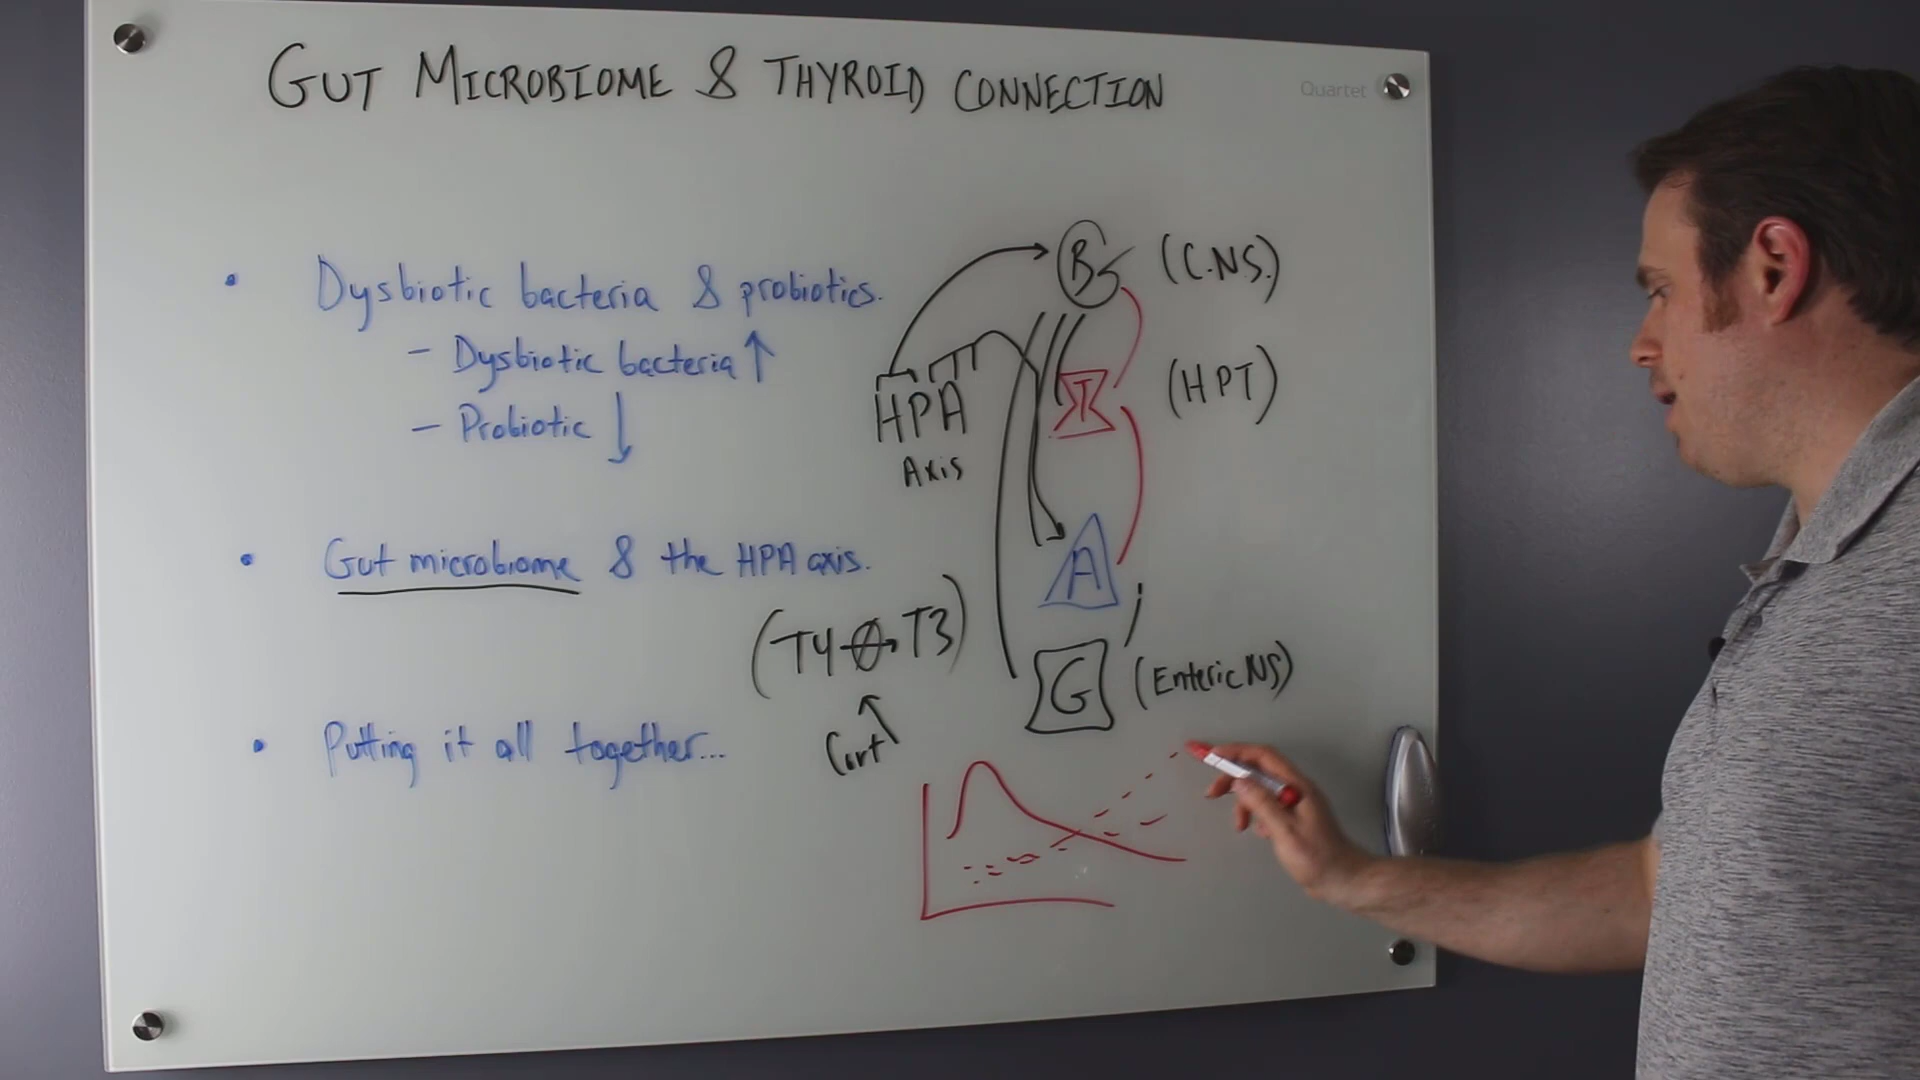 GUT MICROBIOME & THYROID CONNECTION
Quartet
• Dysbiotic bacteria & probiotics.
- Dysbiotic bacteria ↑
- Probiotic ↓
• Gut microbiome & the HPA axis.
• Putting it all together...
B (C.N.S.)
HPA
Axis
T (HPT)
A
(T4 → T3)
Cort ↑
G (Enteric NS)